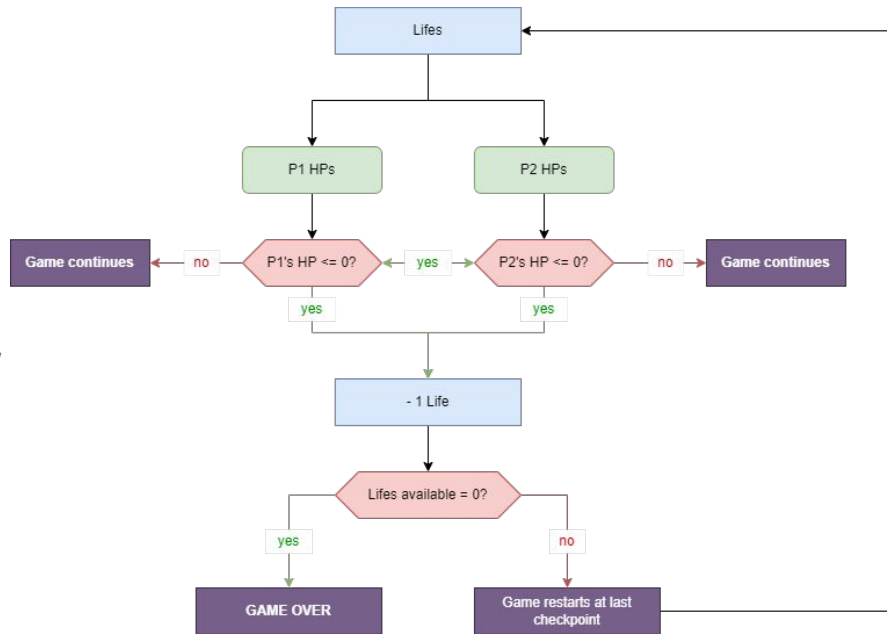 Lifes
P1 HPs
P2 HPs
Game continues
no
P1's HP <= 0?
yes
P2's HP <= 0?
no
Game continues
yes
yes
- 1 Life
Lifes available = 0?
yes
no
GAME OVER
Game restarts at last
checkpoint